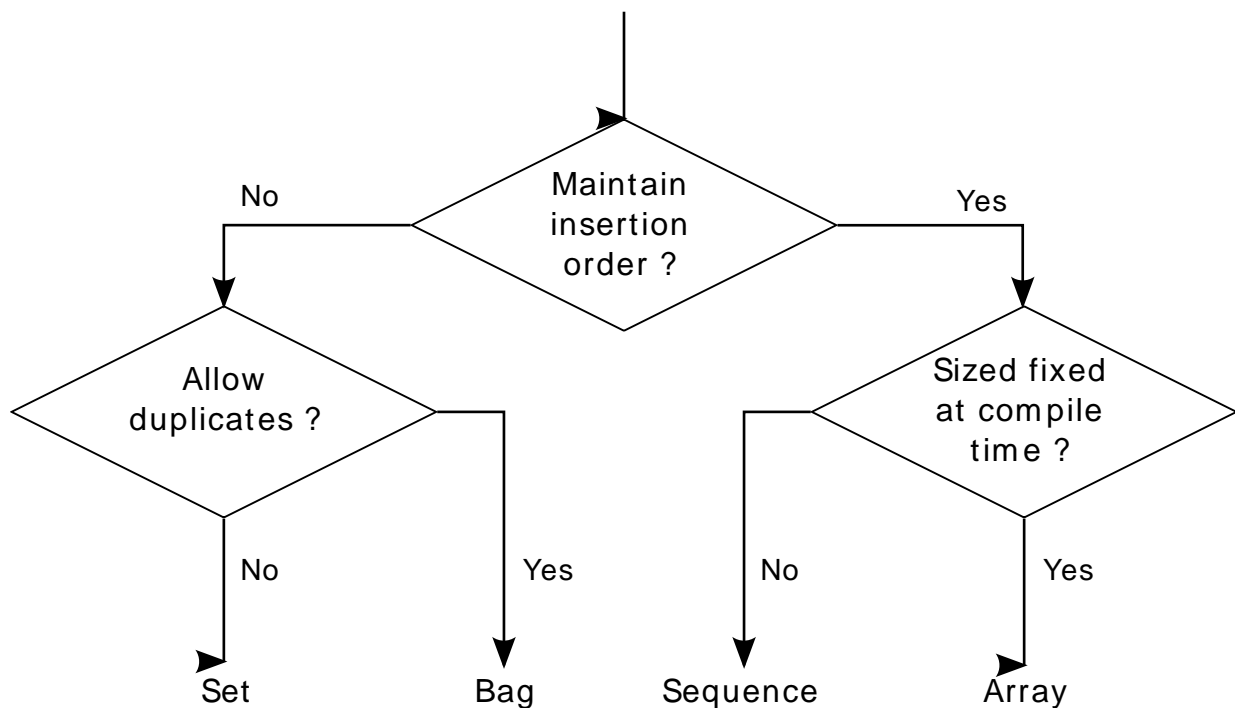 No
Maintain
insertion
order ?
Yes
Allow
duplicates ?
Sized fixed
at compile
time ?
No
Yes
No
Yes
Set
Bag
Sequence
Array